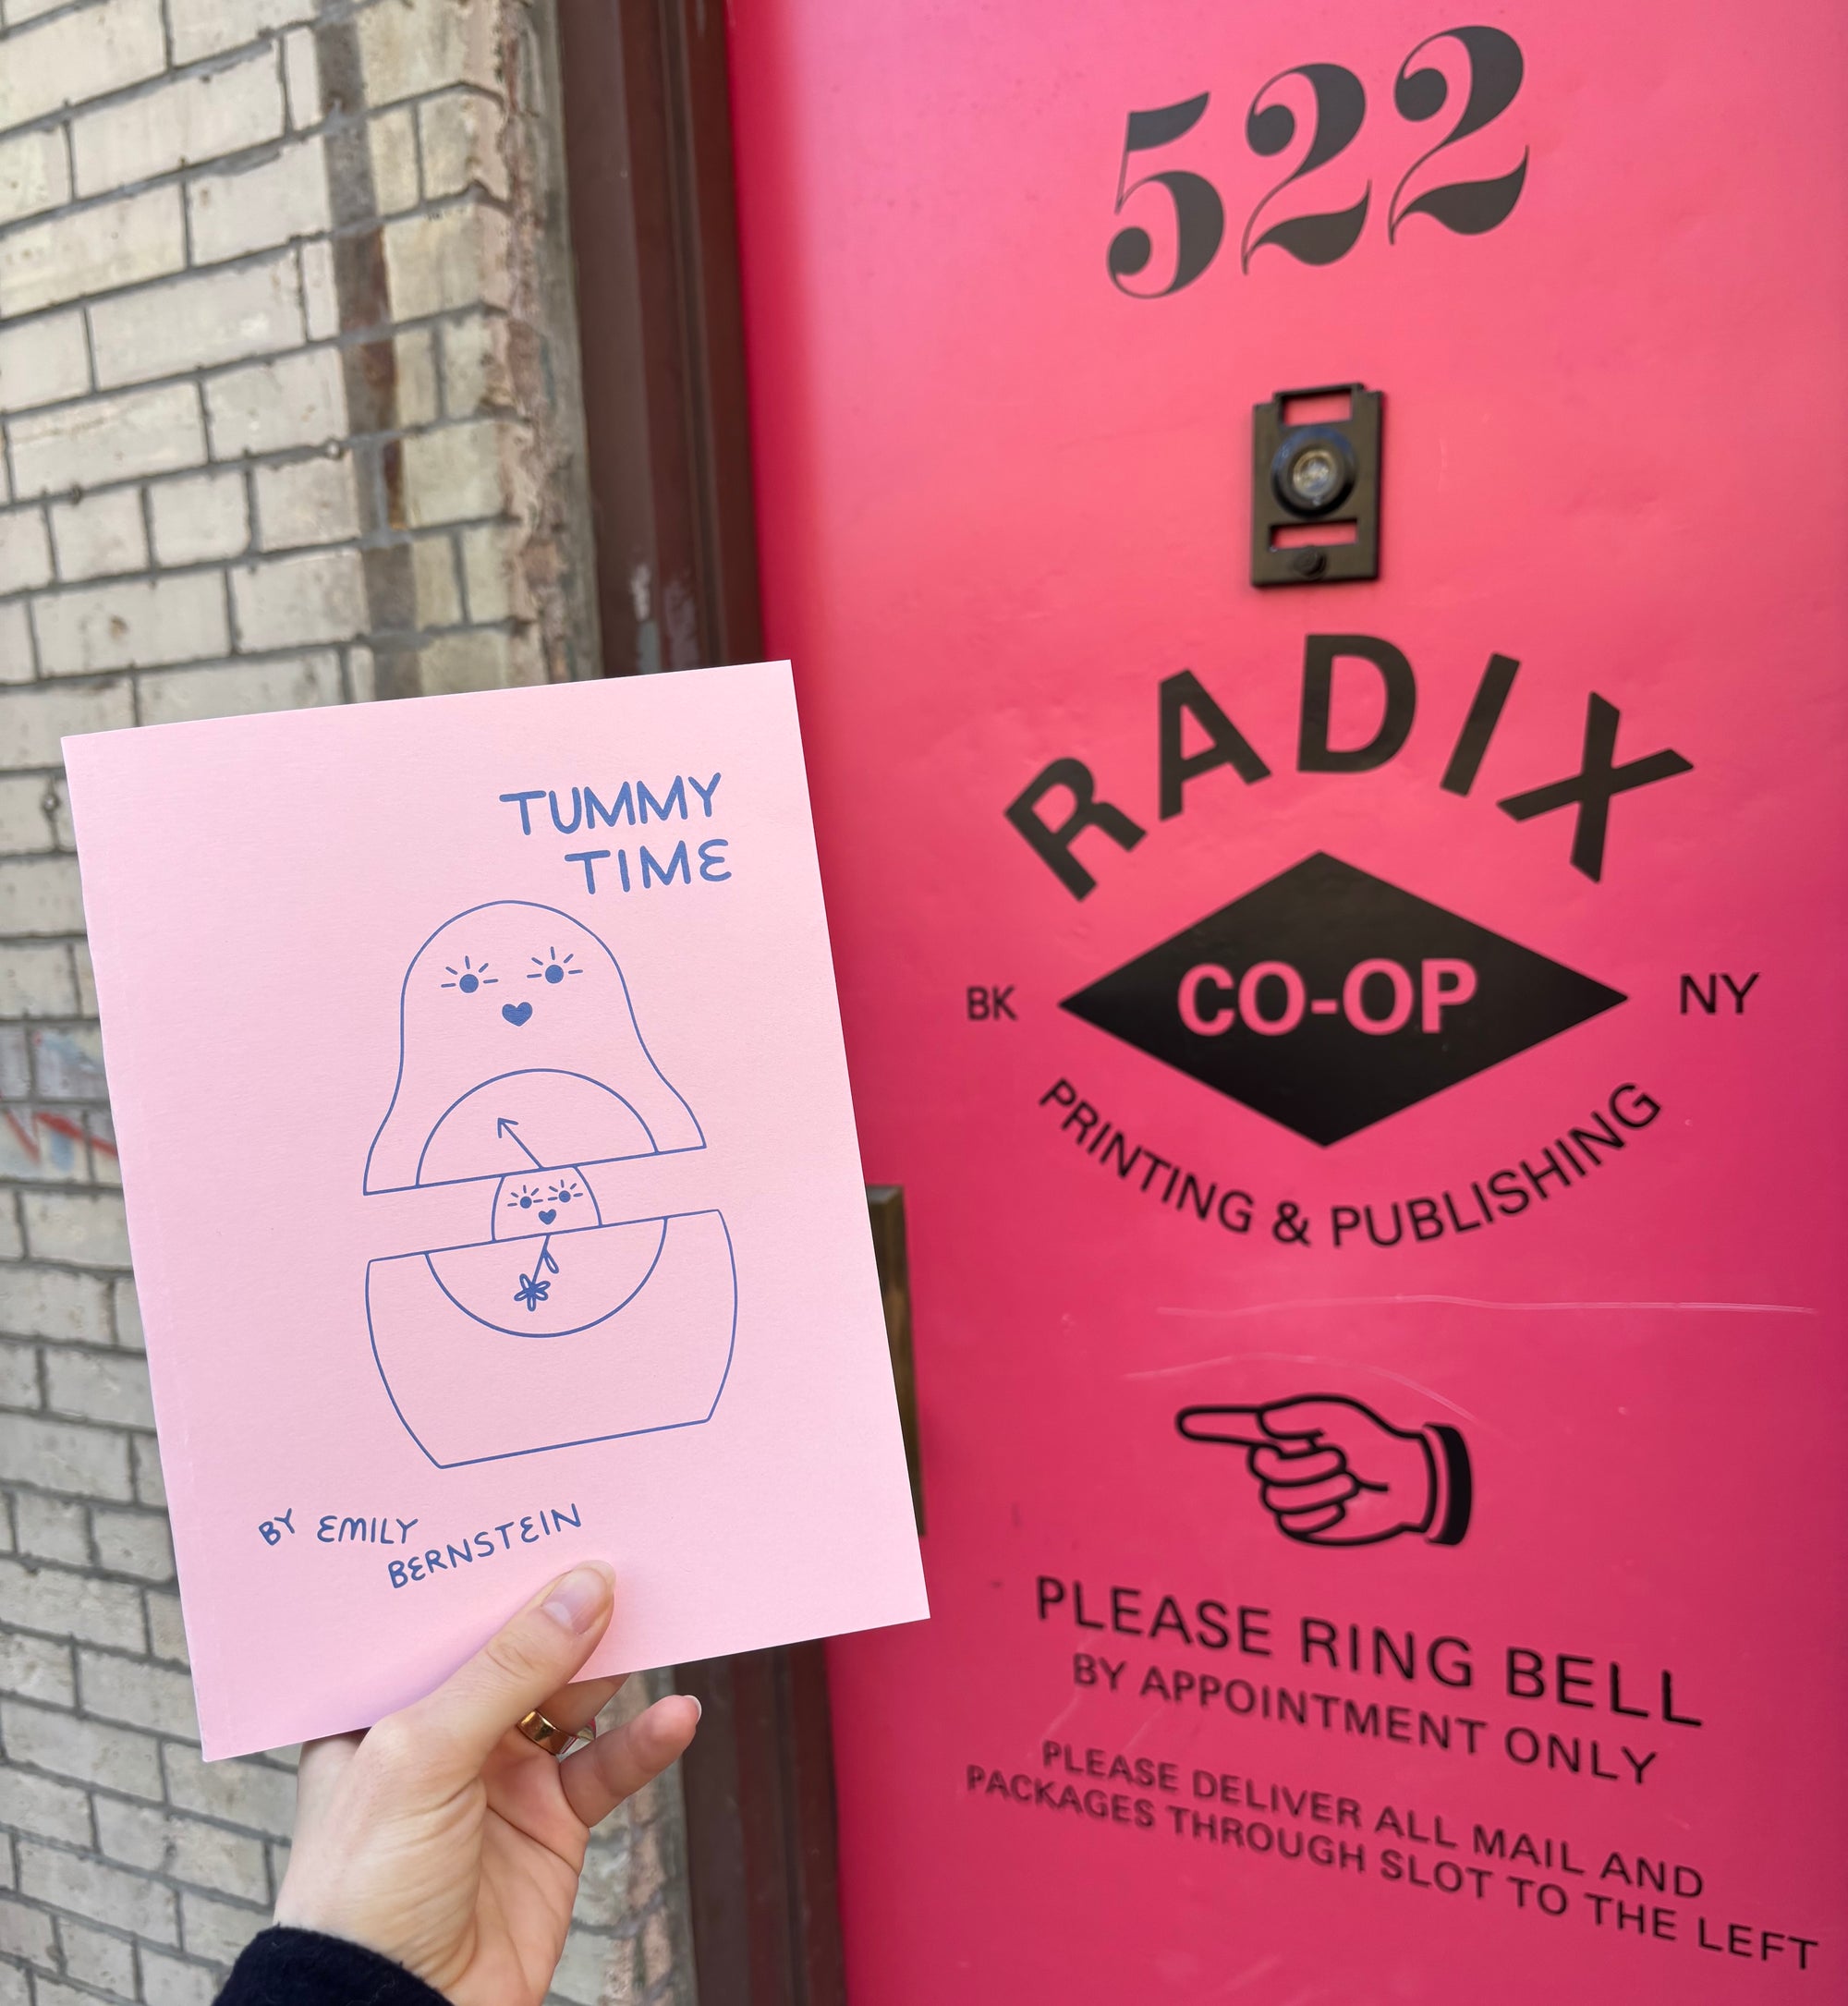 TUMMY
TIME
BY EMILY
BERNSTEIN
522
RADIX
BK CO-OP NY
PRINTING & PUBLISHING
PLEASE RING BELL
BY APPOINTMENT ONLY
PLEASE DELIVER ALL MAIL AND
PACKAGES THROUGH SLOT TO THE LEFT